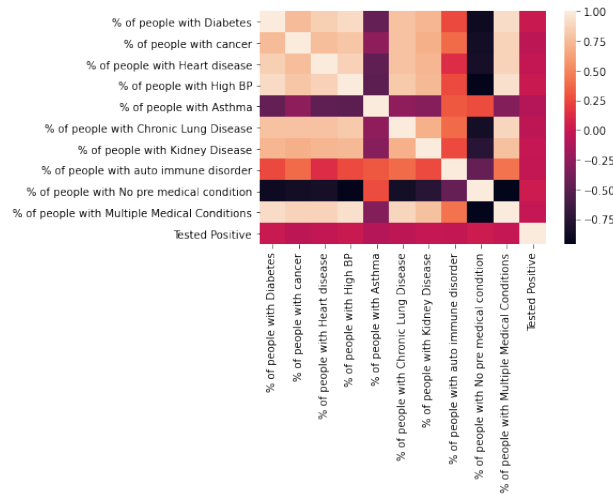 % of people with Diabetes
% of people with cancer
% of people with Heart disease
% of people with High BP
% of people with Asthma
% of people with Chronic Lung Disease
% of people with Kidney Disease
% of people with auto immune disorder
% of people with No pre medical condition
% of people with Multiple Medical Conditions
Tested Positive
% of people with Diabetes
% of people with cancer
% of people with Heart disease
% of people with High BP
% of people with Asthma
% of people with Chronic Lung Disease
% of people with Kidney Disease
% of people with auto immune disorder
% of people with No pre medical condition
% of people with Multiple Medical Conditions
Tested Positive
1.00
0.75
0.50
0.25
0.00
−0.25
−0.50
−0.75